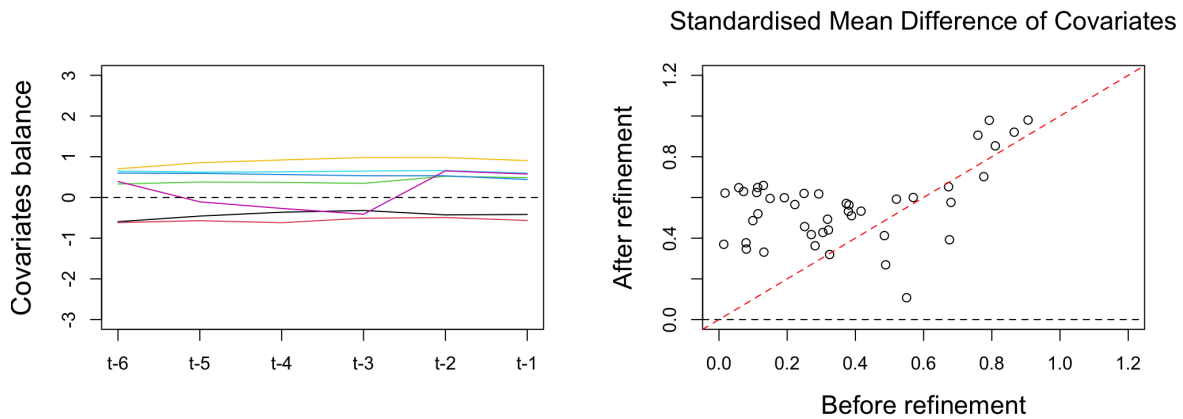 Standardised Mean Difference of Covariates
Covariates balance
3
2
1
0
-1
-2
-3
t-6 t-5 t-4 t-3 t-2 t-1
After refinement
1.2
0.8
0.4
0.0
0.0 0.2 0.4 0.6 0.8 1.0 1.2
Before refinement